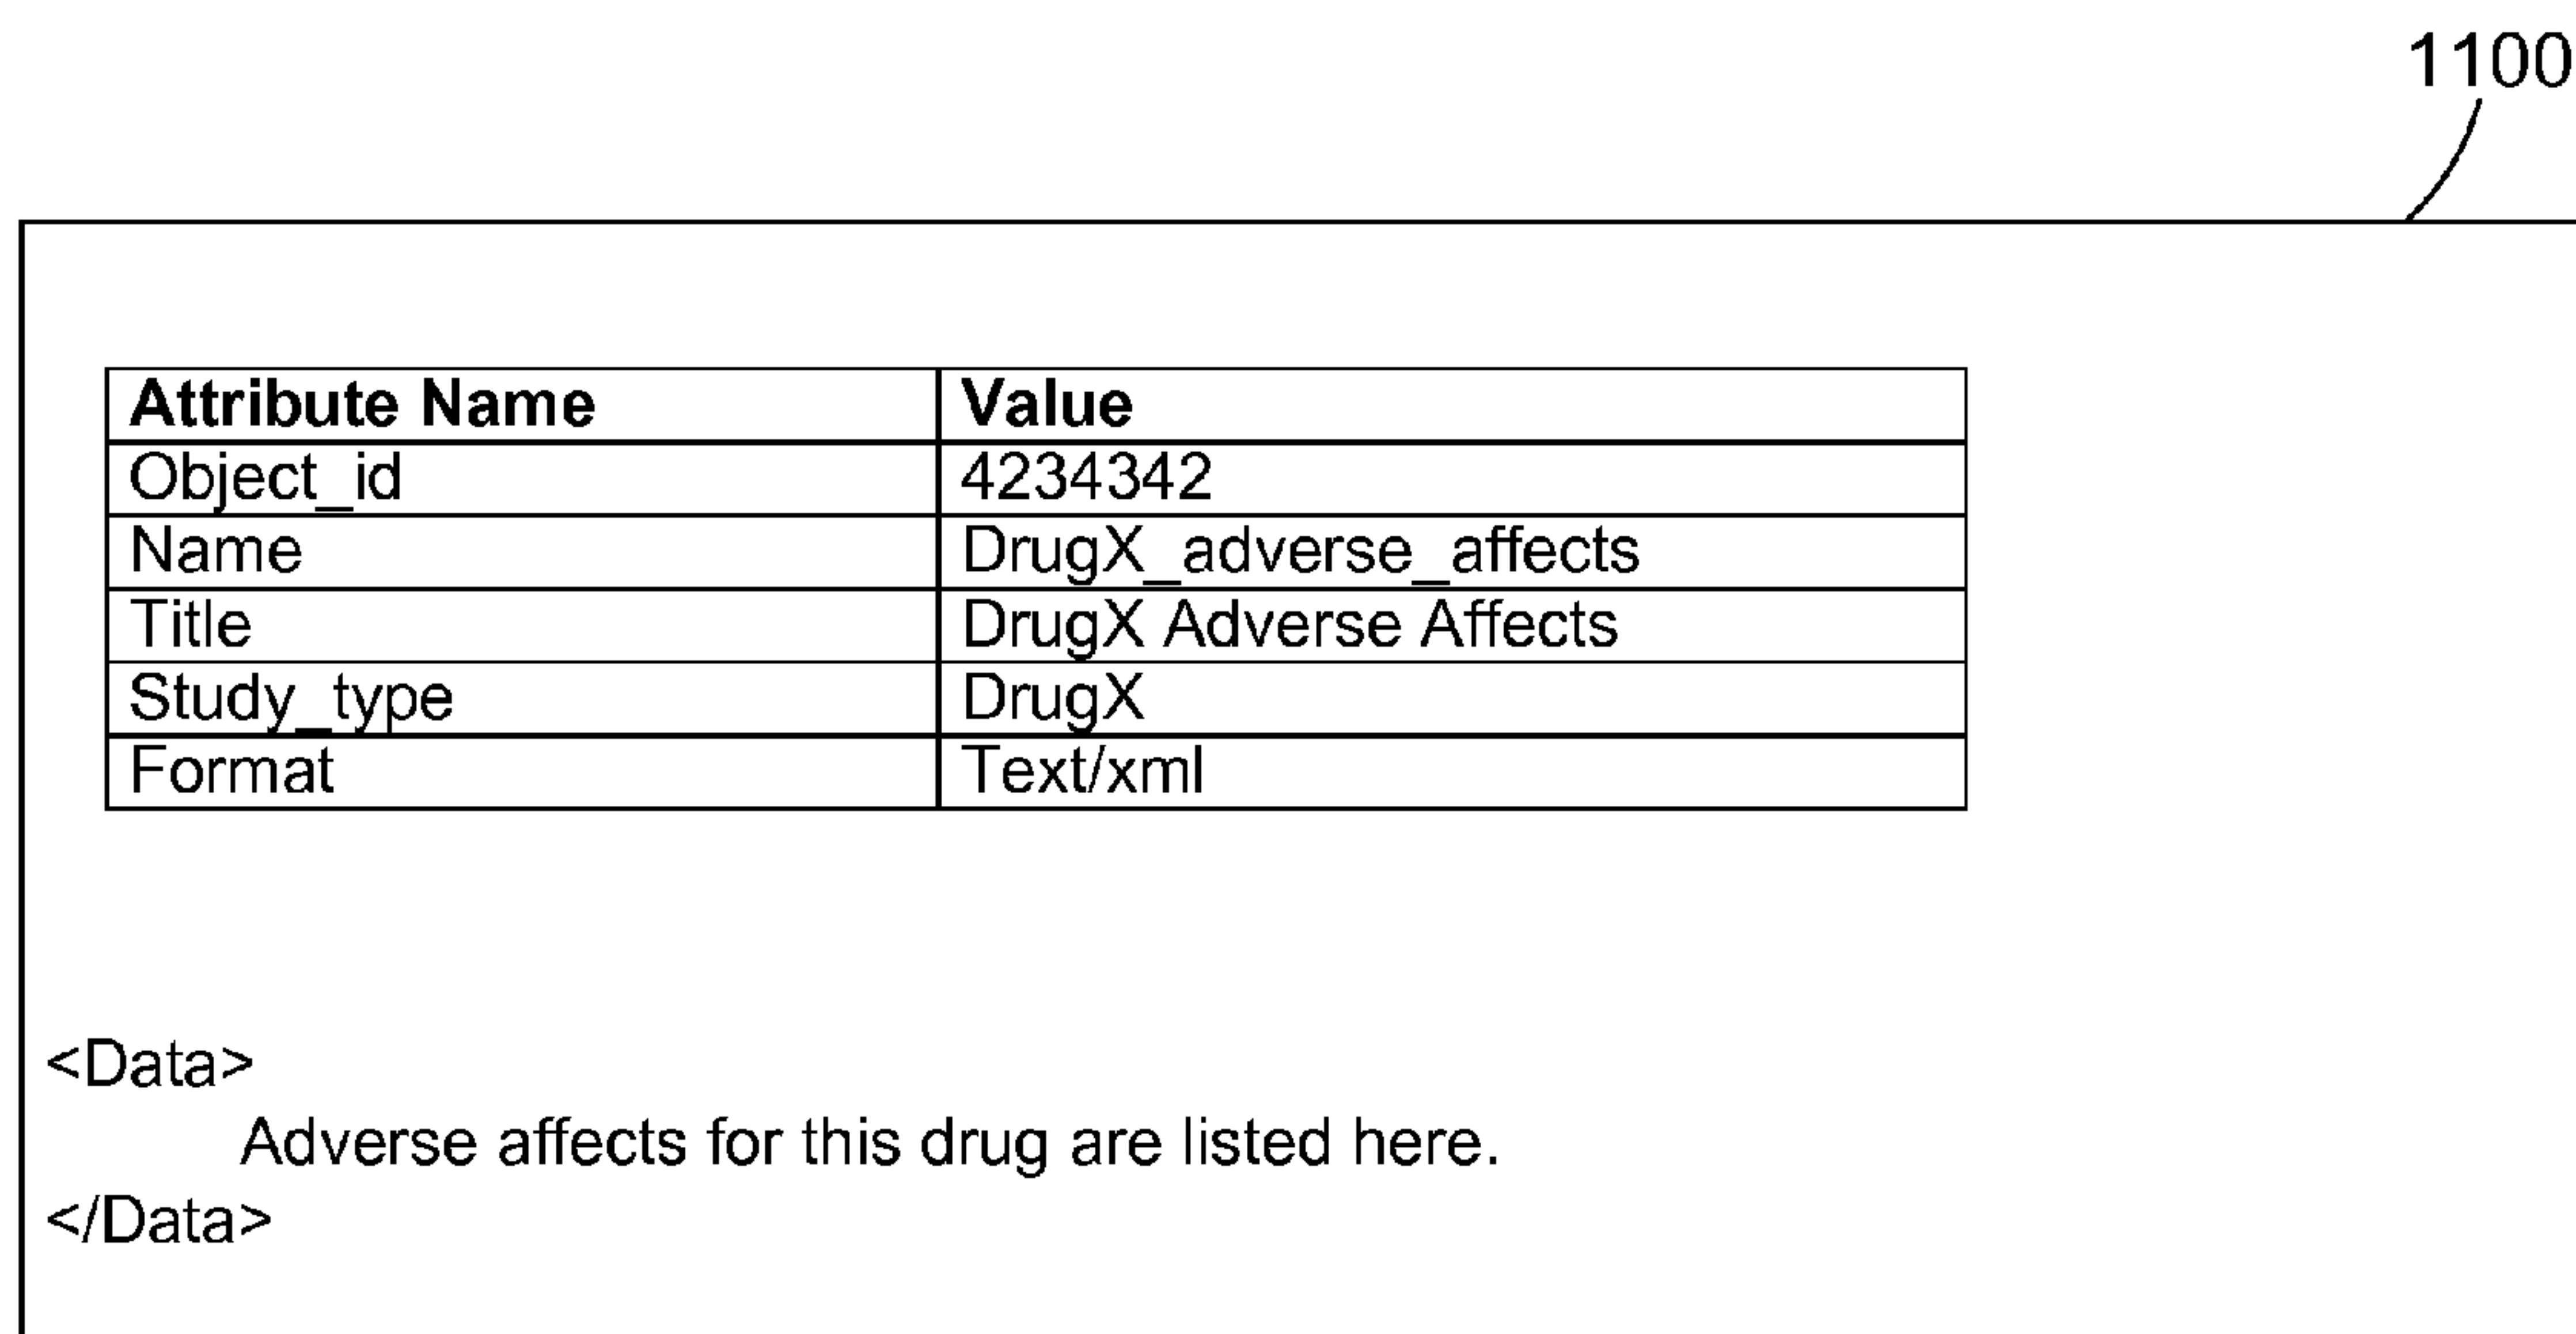 1100
Attribute Name Value
Object_id 4234342
Name DrugX_adverse_affects
Title DrugX Adverse Affects
Study_type DrugX
Format Text/xml
<Data>
Adverse affects for this drug are listed here.
</Data>